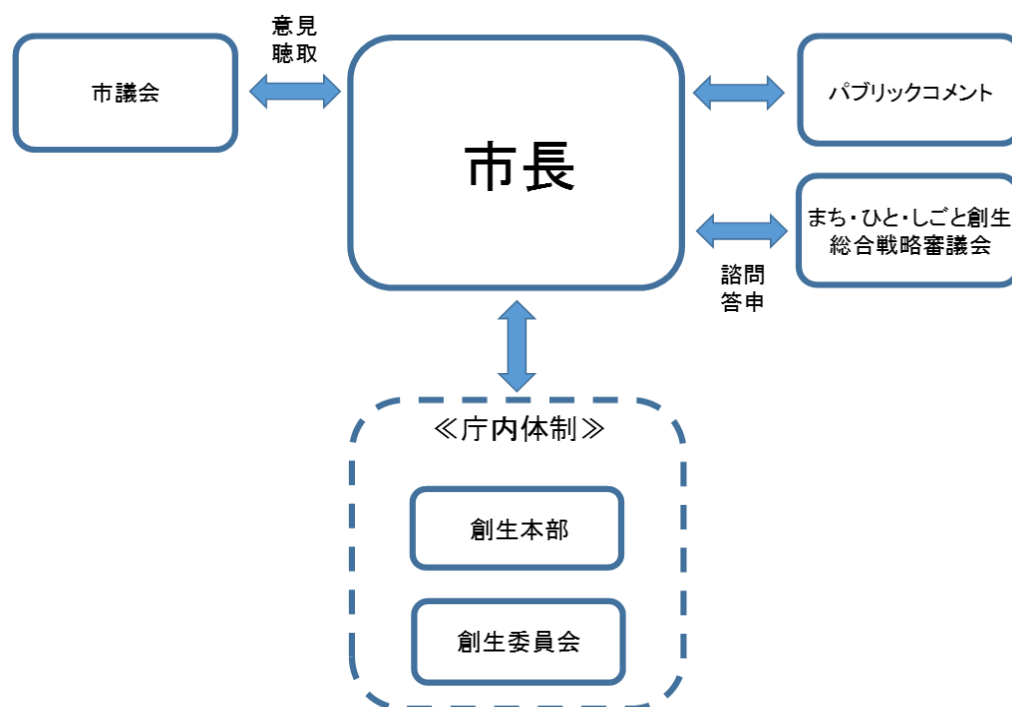 意見
聴取
市議会
市長
パブリックコメント
まち・ひと・しごと創生
総合戦略審議会
諮問
答申
≪庁内体制≫
創生本部
創生委員会